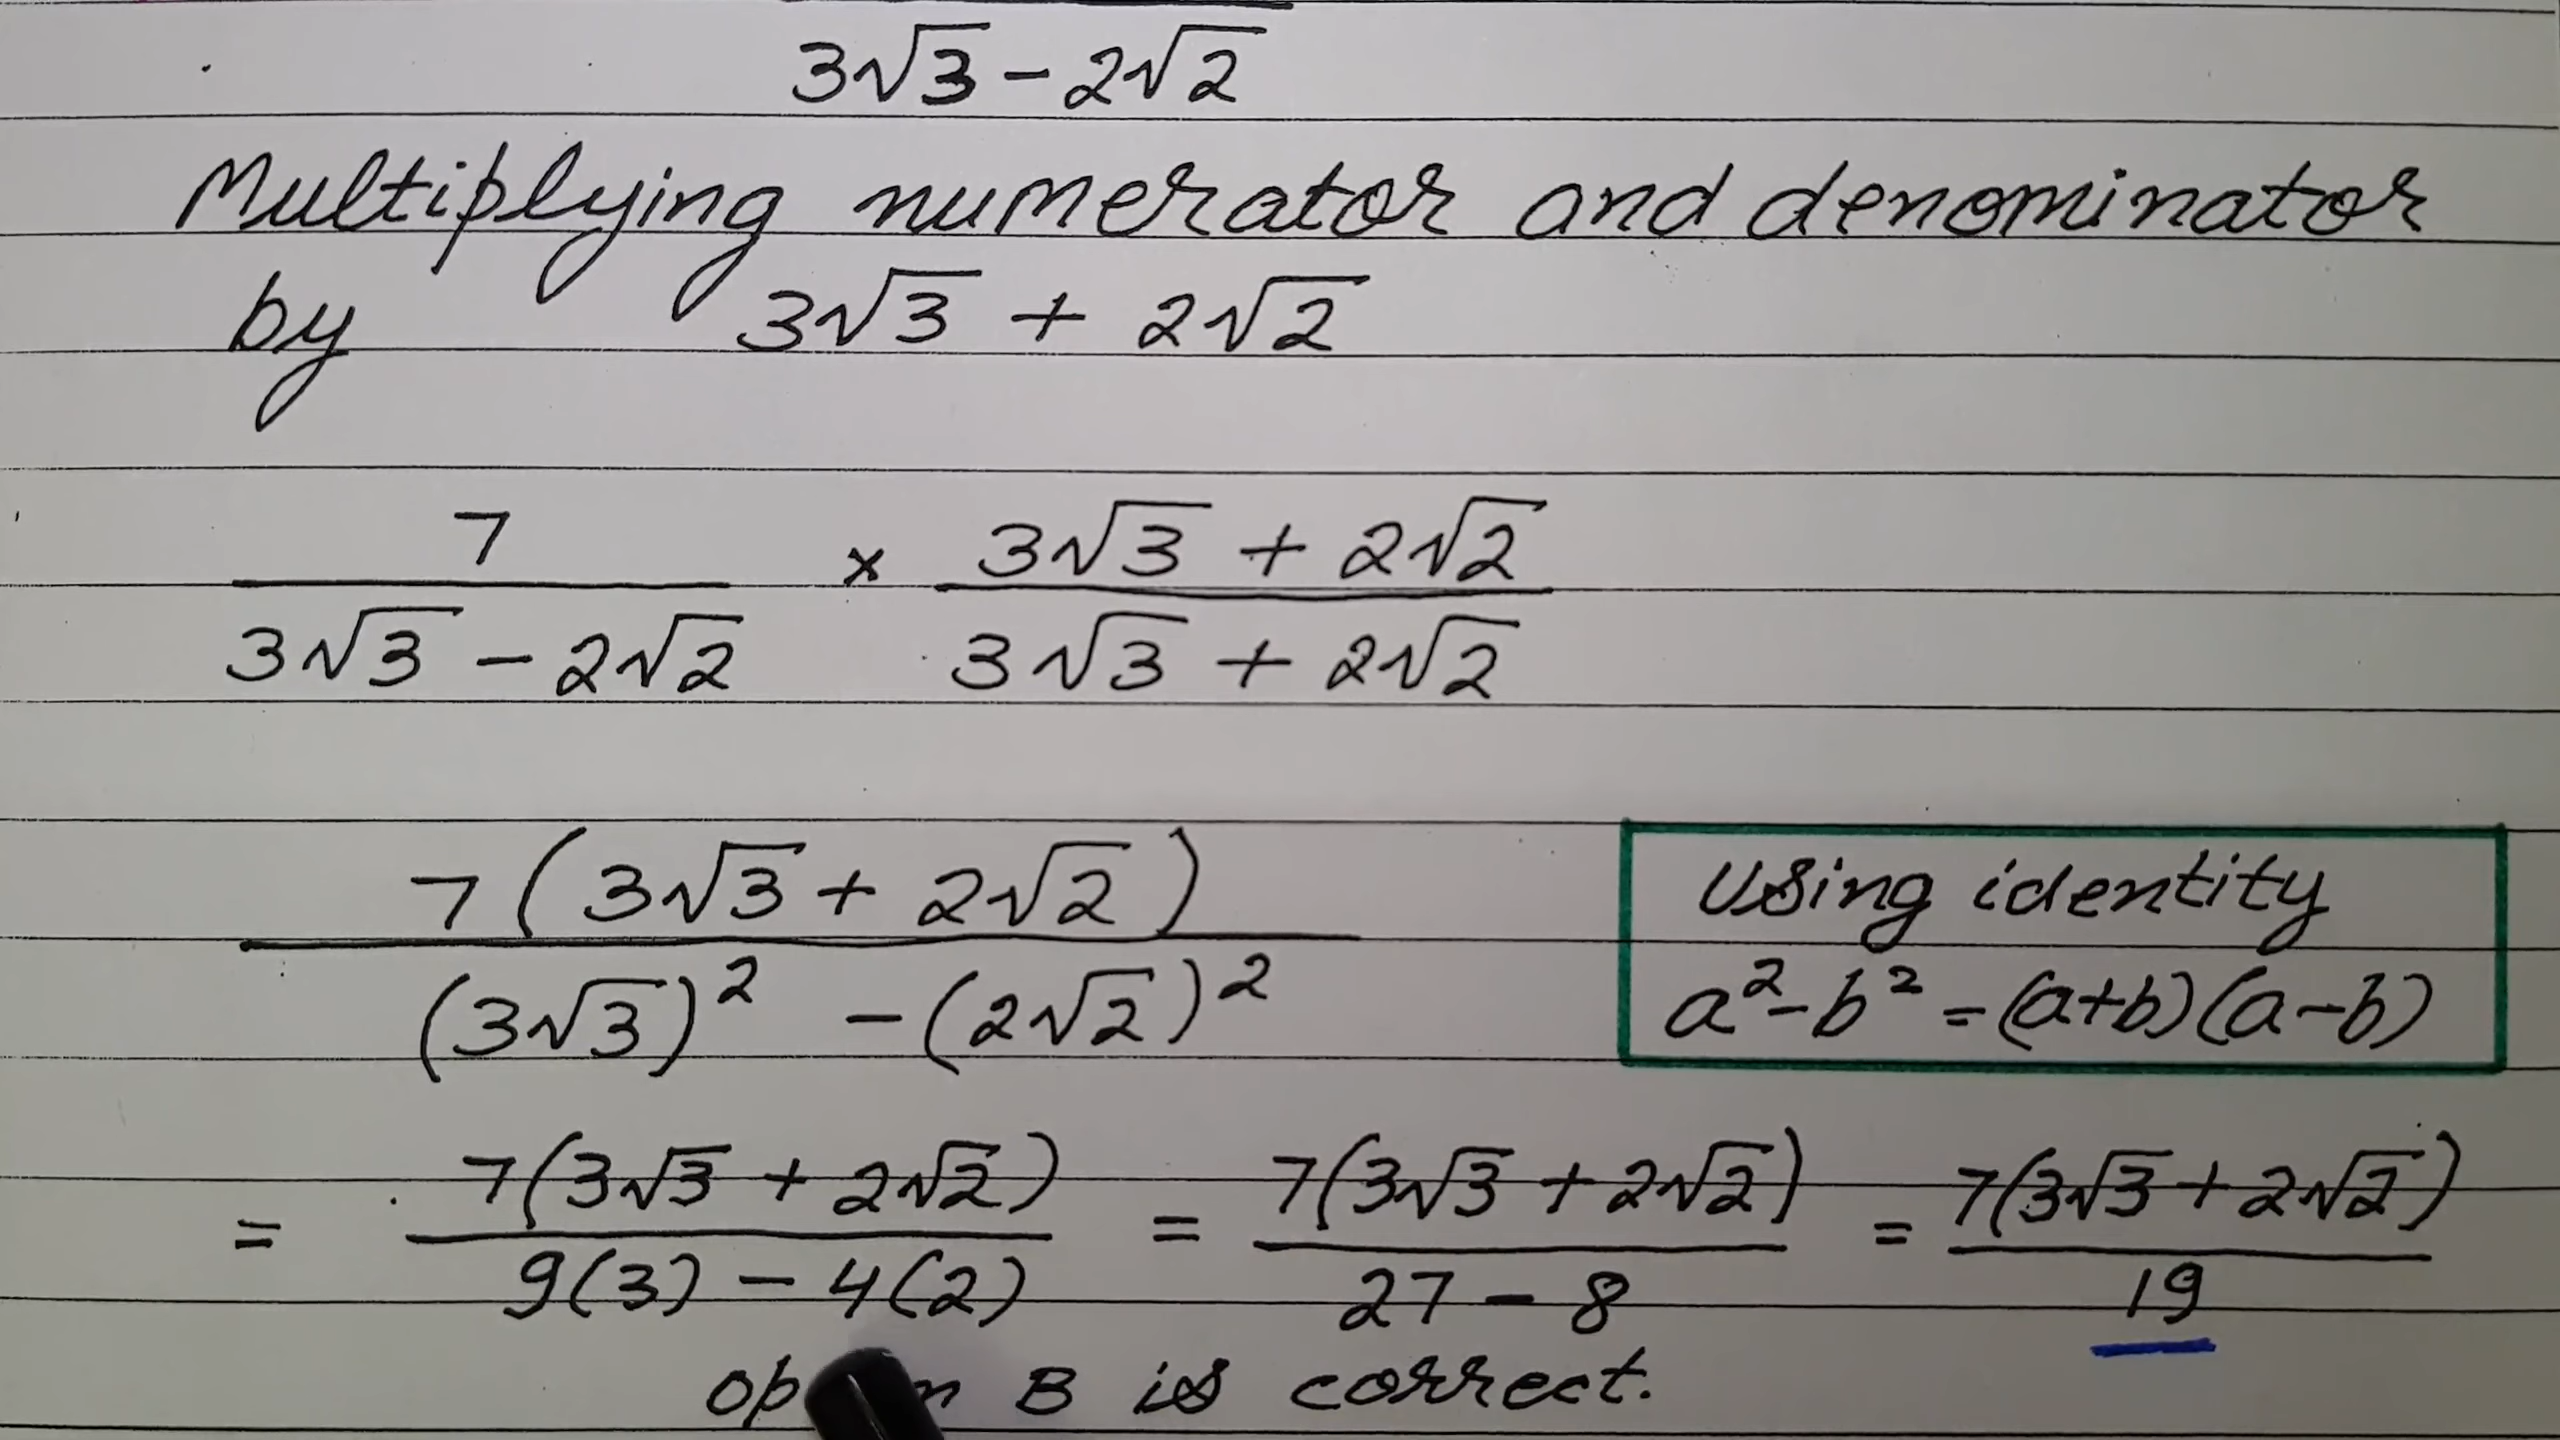 3√3 - 2√2
Multiplying numerator and denominator
by 3√3 + 2√2
7 / 3√3 - 2√2 × 3√3 + 2√2 / 3√3 + 2√2
7(3√3 + 2√2) / (3√3)² - (2√2)²
Using identity
a² - b² = (a+b)(a-b)
= 7(3√3 + 2√2) / 9(3) - 4(2) = 7(3√3 + 2√2) / 27 - 8 = 7(3√3 + 2√2) / 19
B is correct.